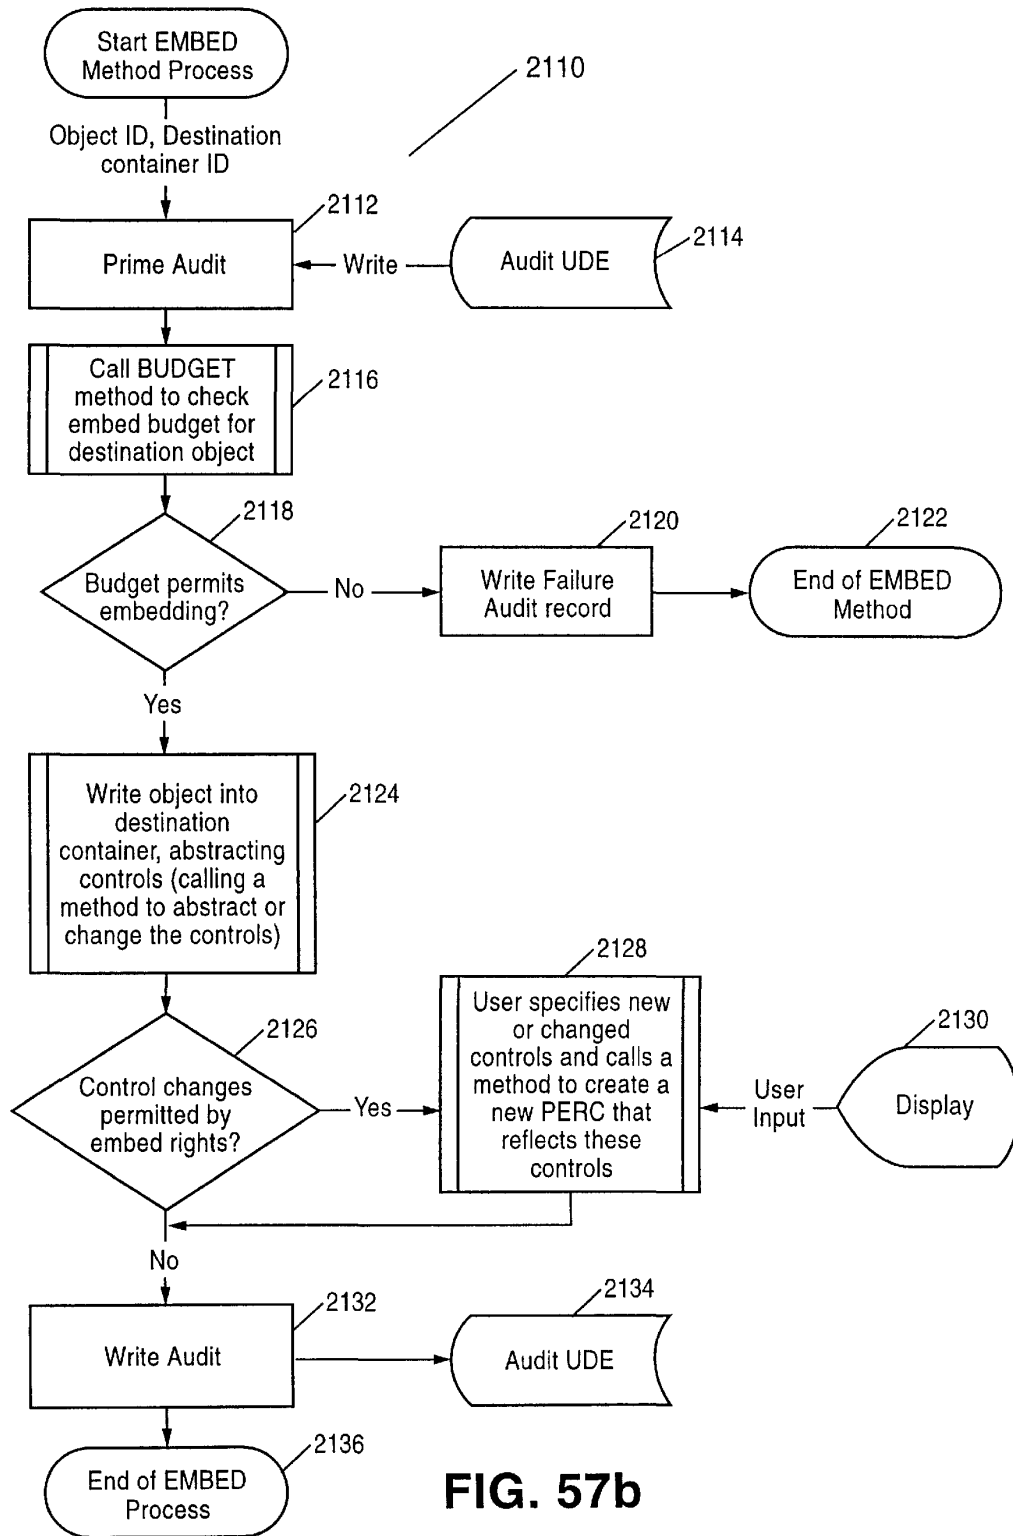 Start EMBED
Method Process
2110
Object ID, Destination
container ID
2112
Prime Audit
Write
Audit UDE
2114
Call BUDGET
method to check
embed budget for
destination object
2116
2118
Budget permits
embedding?
No
2120
Write Failure
Audit record
2122
End of EMBED
Method
Yes
Write object into
destination
container, abstracting
controls (calling a
method to abstract or
change the controls)
2124
2126
Control changes
permitted by
embed rights?
Yes
2128
User specifies new
or changed
controls and calls a
method to create a
new PERC that
reflects these
controls
User
Input
2130
Display
No
2132
Write Audit
2134
Audit UDE
2136
End of EMBED
Process
FIG. 57b